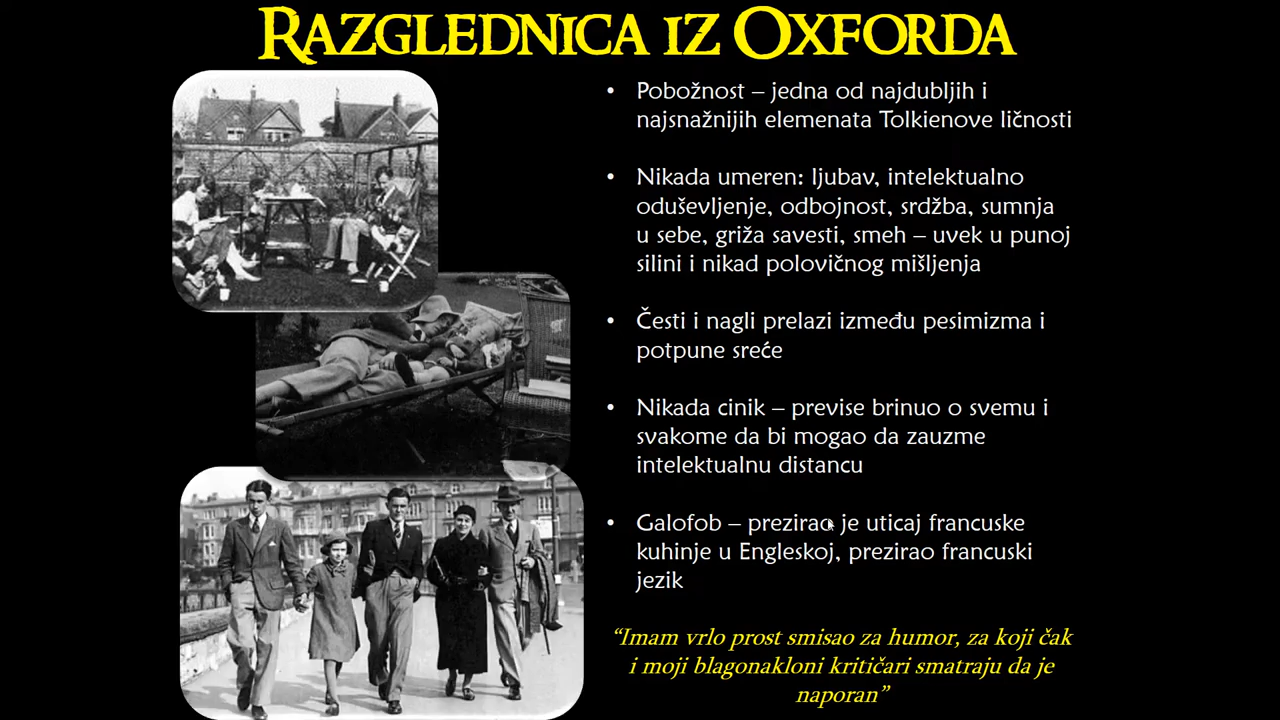 RAZGLEDNICA IZ OXFORDA
• Pobožnost – jedna od najdubljih i
najsnažnijih elemenata Tolkienove ličnosti
• Nikada umeren: ljubav, intelektualno
oduševljenje, odbojnost, srdžba, sumnja
u sebe, griža savesti, smeh – uvek u punoj
silini i nikad polovičnog mišljenja
• Česti i nagli prelazi između pesimizma i
potpune sreće
• Nikada cinik – previse brinuo o svemu i
svakome da bi mogao da zauzme
intelektualnu distancu
• Galofob – prezirao je uticaj francuske
kuhinje u Engleskoj, prezirao francuski
jezik
“Imam vrlo prost smisao za humor, za koji čak
i moji blagonakloni kritičari smatraju da je
naporan”